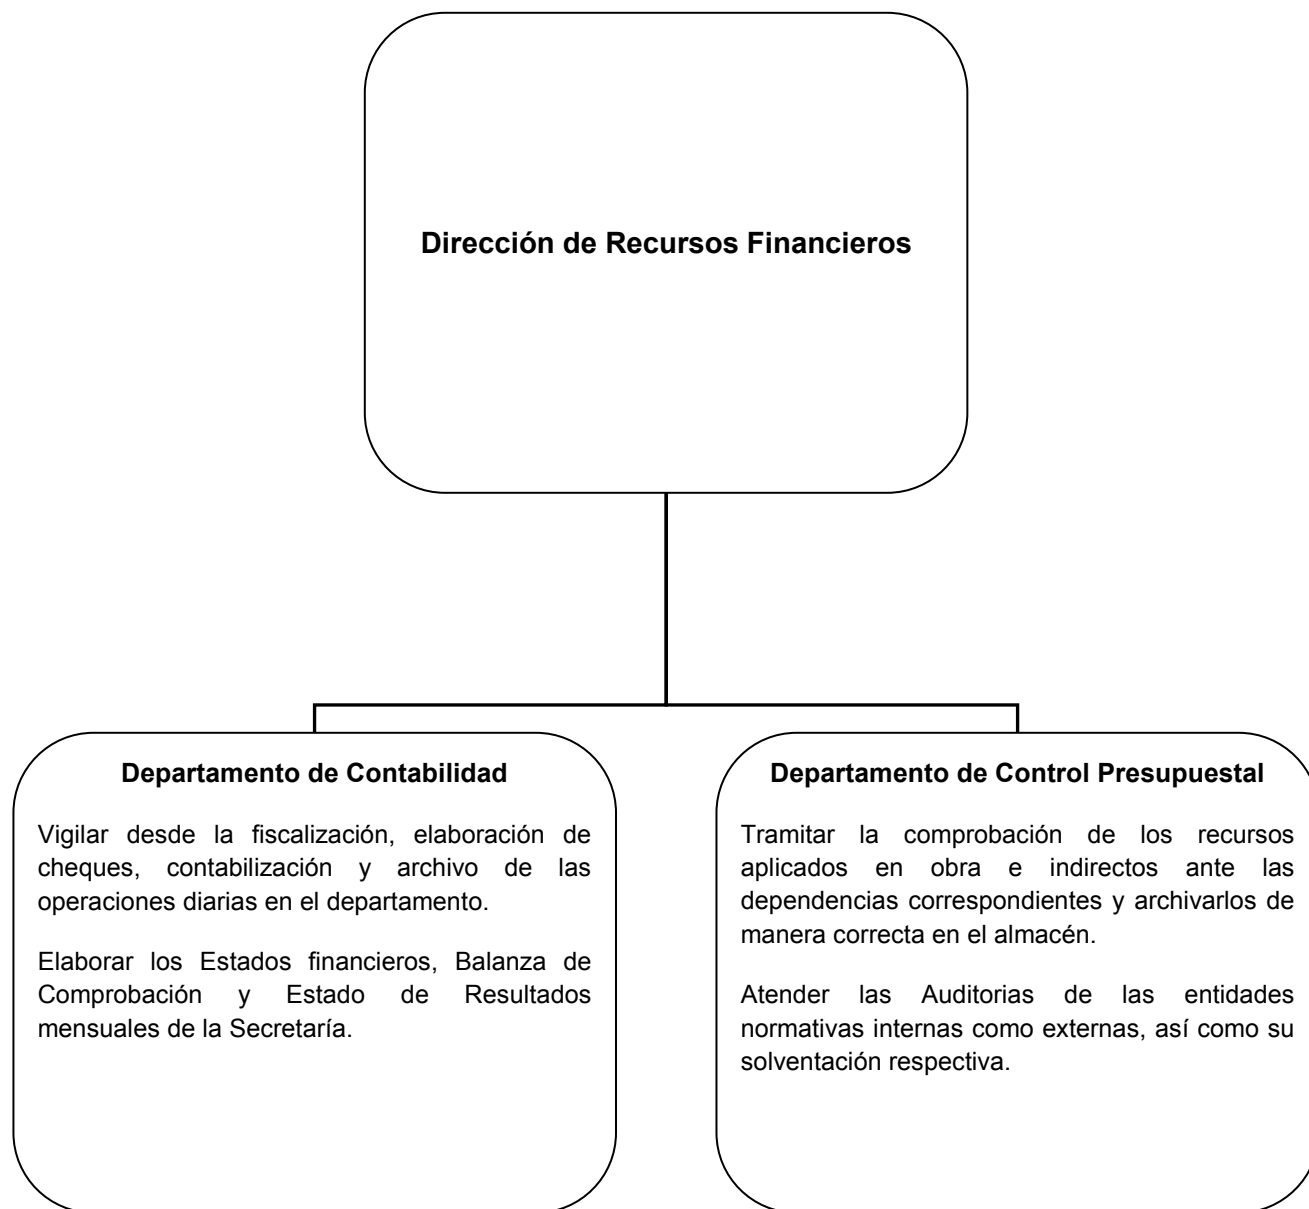 Dirección de Recursos Financieros
Departamento de Contabilidad
Vigilar desde la fiscalización, elaboración de
cheques, contabilización y archivo de las
operaciones diarias en el departamento.
Elaborar los Estados financieros, Balanza de
Comprobación y Estado de Resultados
mensuales de la Secretaría.
Departamento de Control Presupuestal
Tramitar la comprobación de los recursos
aplicados en obra e indirectos ante las
dependencias correspondientes y archivarlos de
manera correcta en el almacén.
Atender las Auditorias de las entidades
normativas internas como externas, así como su
solventación respectiva.